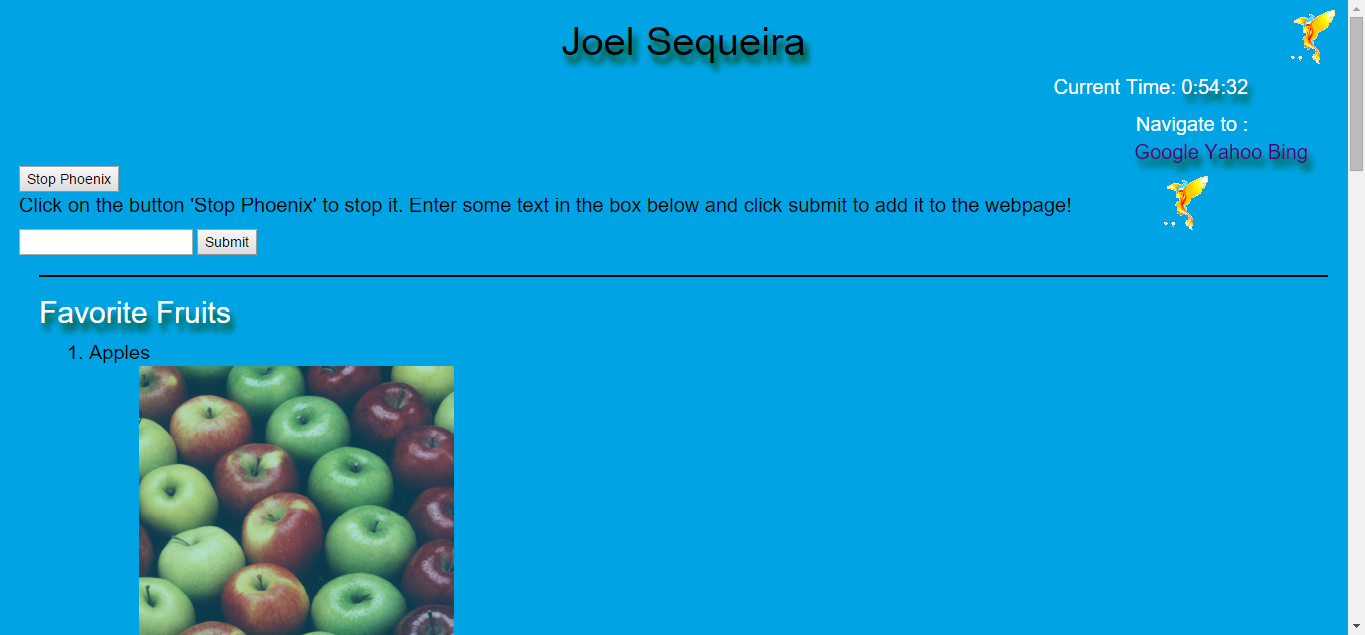 Joel Sequeira
Current Time: 0:54:32
Navigate to :
Google Yahoo Bing
Stop Phoenix
Click on the button 'Stop Phoenix' to stop it. Enter some text in the box below and click submit to add it to the webpage!
Submit
Favorite Fruits
1. Apples